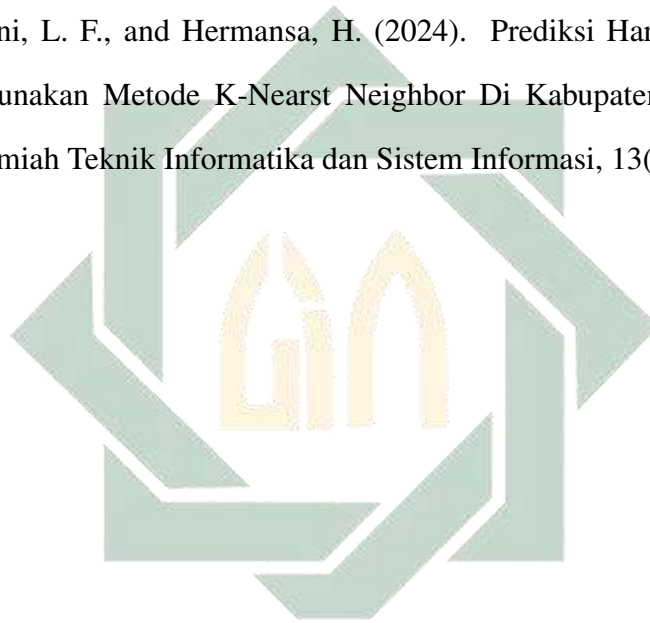 ni, L. F., and Hermansa, H. (2024). Prediksi Har
unakan Metode K-Nearst Neighbor Di Kabupaten
miah Teknik Informatika dan Sistem Informasi, 13(